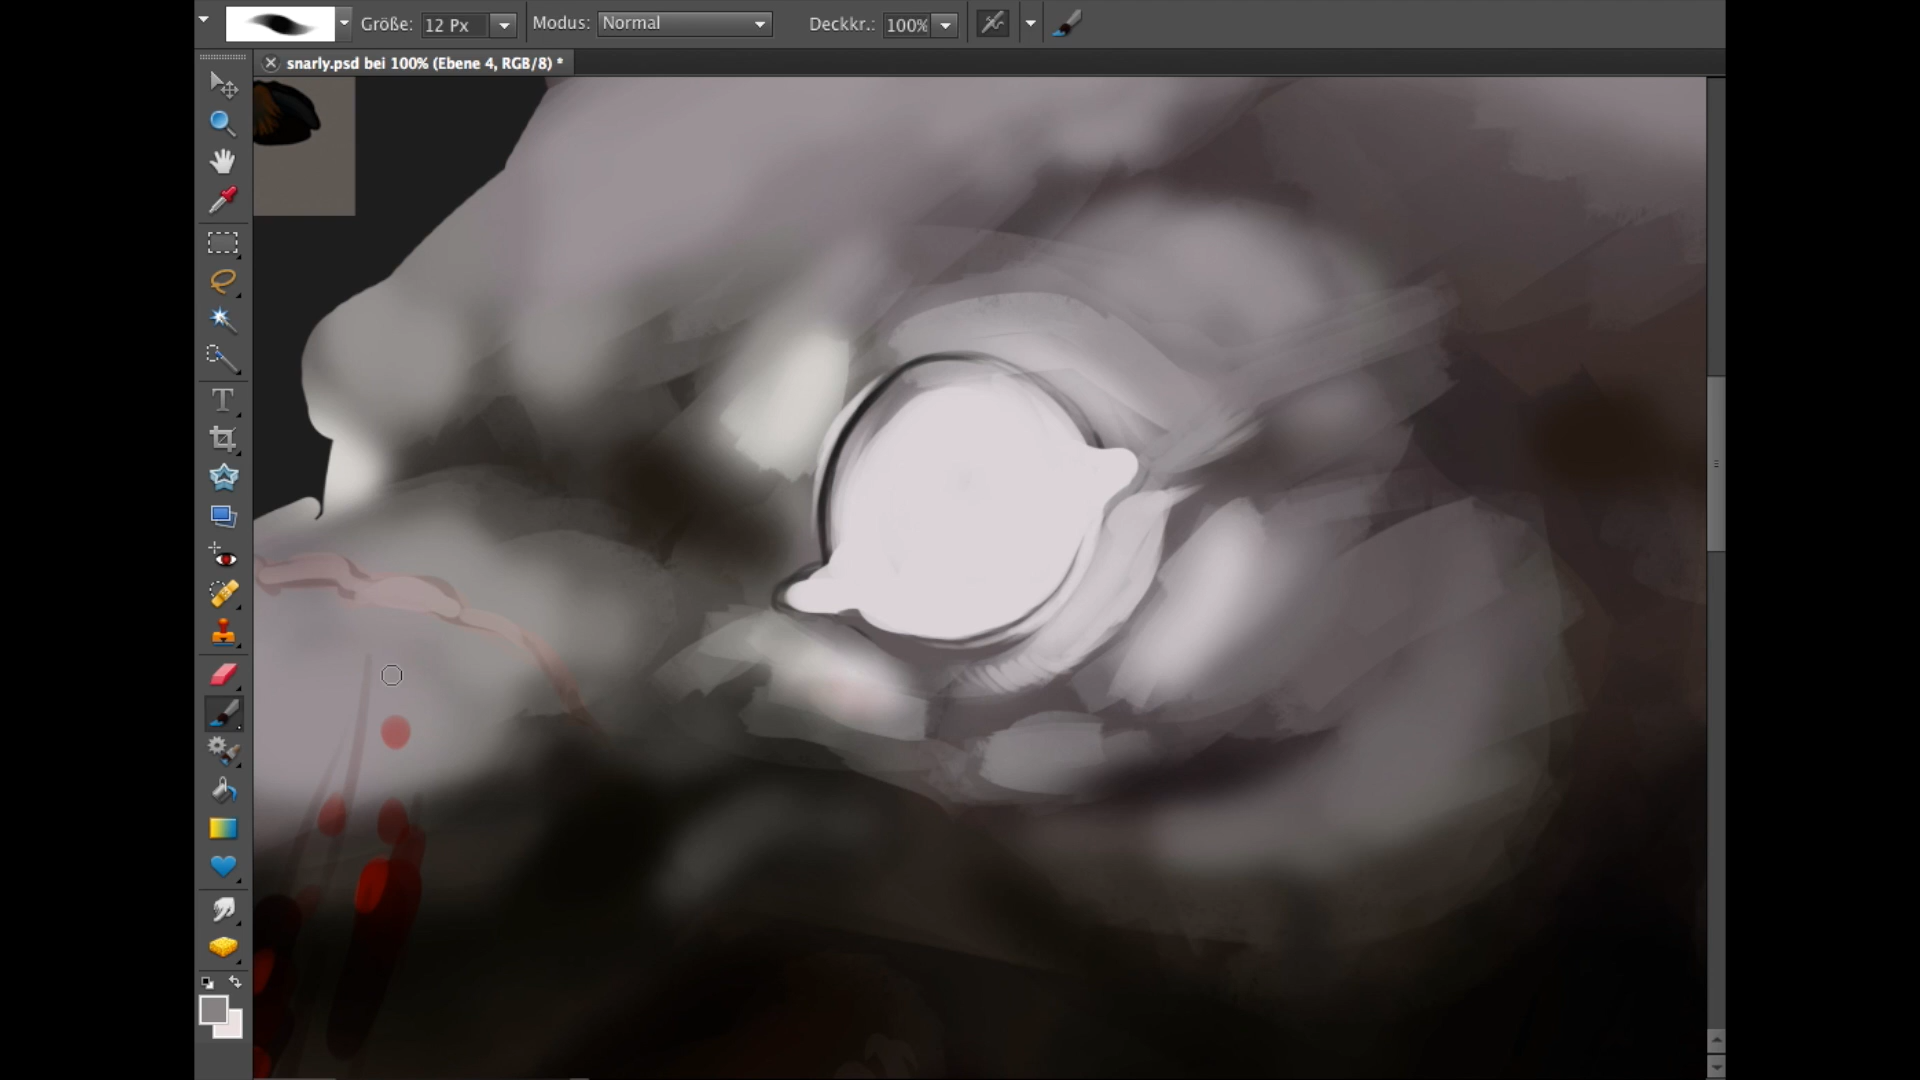 Größe: 12 Px Modus: Normal Deckkr.: 100%
snarly.psd bei 100% (Ebene 4, RGB/8) *
T